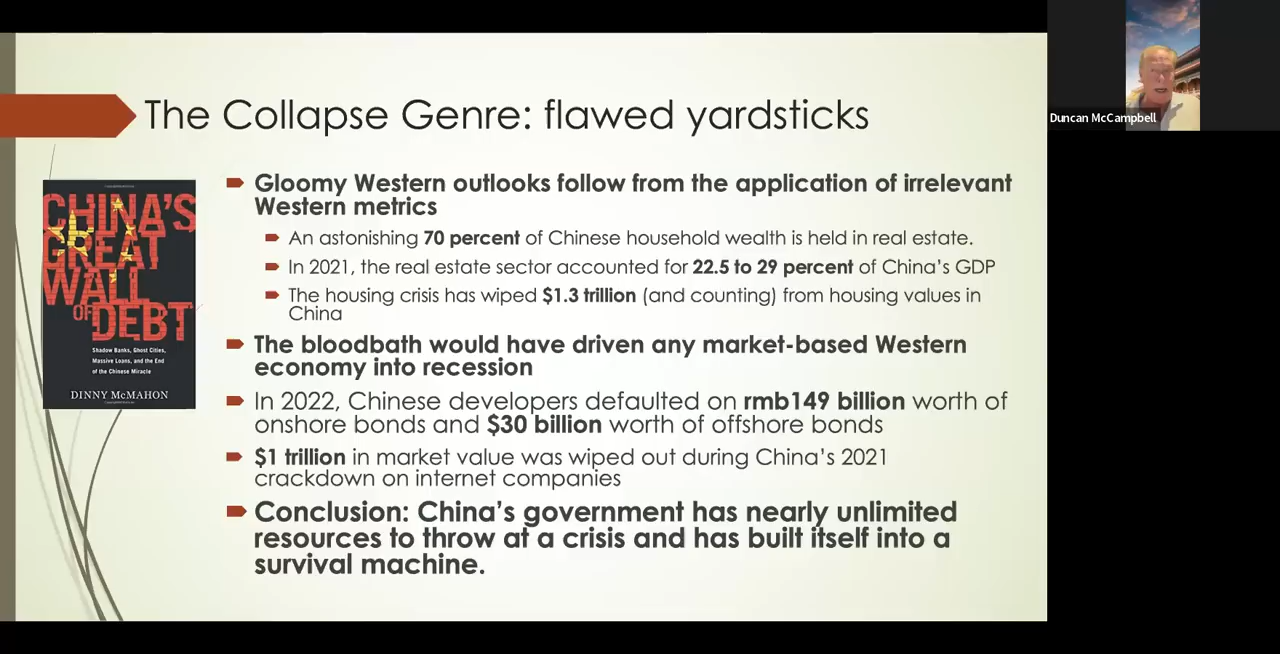 The Collapse Genre: flawed yardsticks
Duncan McCampbell
CHINA'S
GREAT
WALL
OF DEBT
Shadow Banks, Ghost Cities,
Massive Loans, and the End
of the Chinese Miracle
DINNY McMAHON
Gloomy Western outlooks follow from the application of irrelevant
Western metrics
An astonishing 70 percent of Chinese household wealth is held in real estate.
In 2021, the real estate sector accounted for 22.5 to 29 percent of China's GDP
The housing crisis has wiped $1.3 trillion (and counting) from housing values in
China
The bloodbath would have driven any market-based Western
economy into recession
In 2022, Chinese developers defaulted on rmb149 billion worth of
onshore bonds and $30 billion worth of offshore bonds
$1 trillion in market value was wiped out during China's 2021
crackdown on internet companies
Conclusion: China's government has nearly unlimited
resources to throw at a crisis and has built itself into a
survival machine.